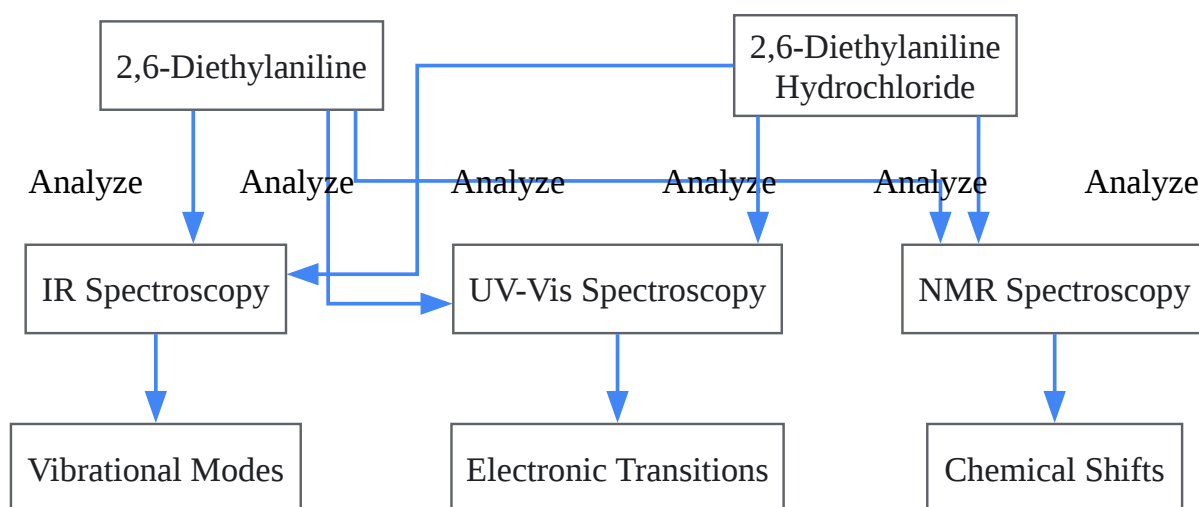 2,6-Diethylaniline
2,6-Diethylaniline
Hydrochloride
Analyze
Analyze
Analyze
Analyze
Analyze
Analyze
IR Spectroscopy
UV-Vis Spectroscopy
NMR Spectroscopy
Vibrational Modes
Electronic Transitions
Chemical Shifts